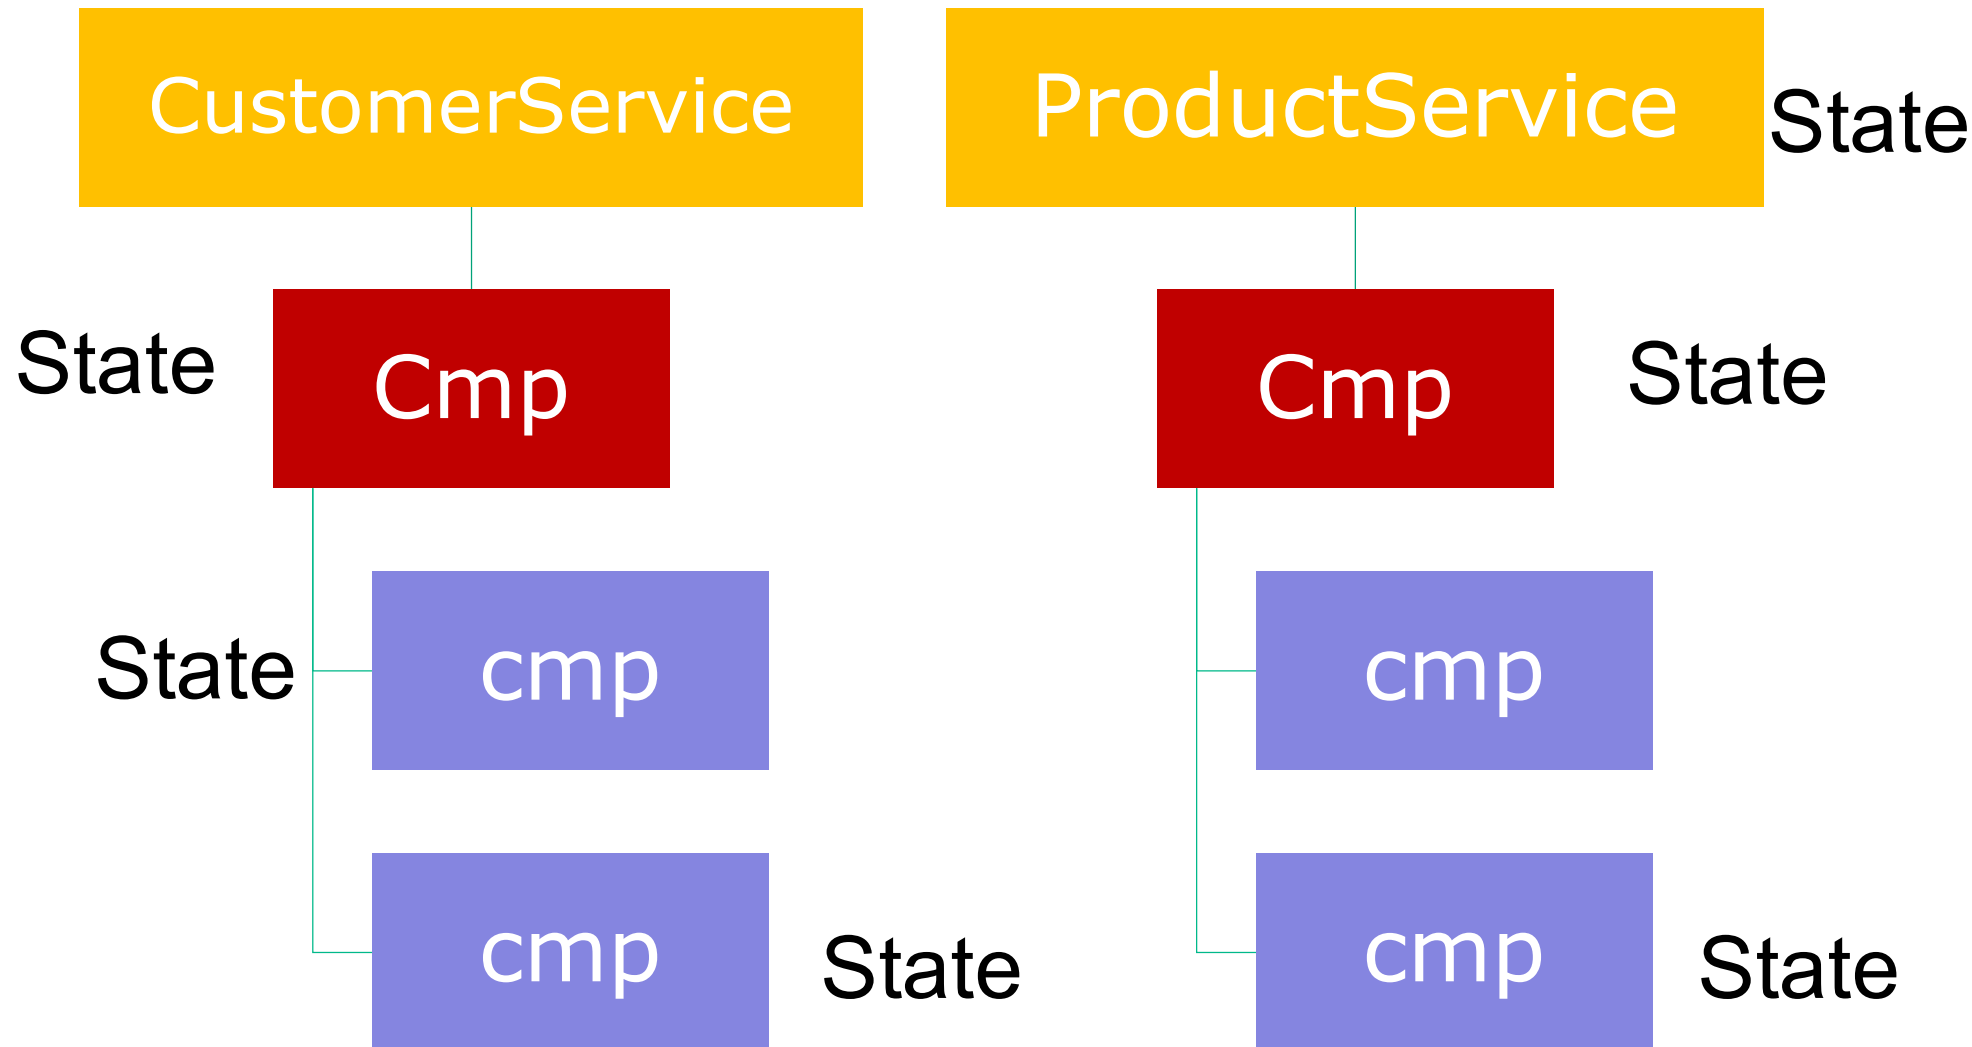 CustomerService
ProductService
State
State
Cmp
Cmp
State
State
cmp
cmp
cmp
State
cmp
State